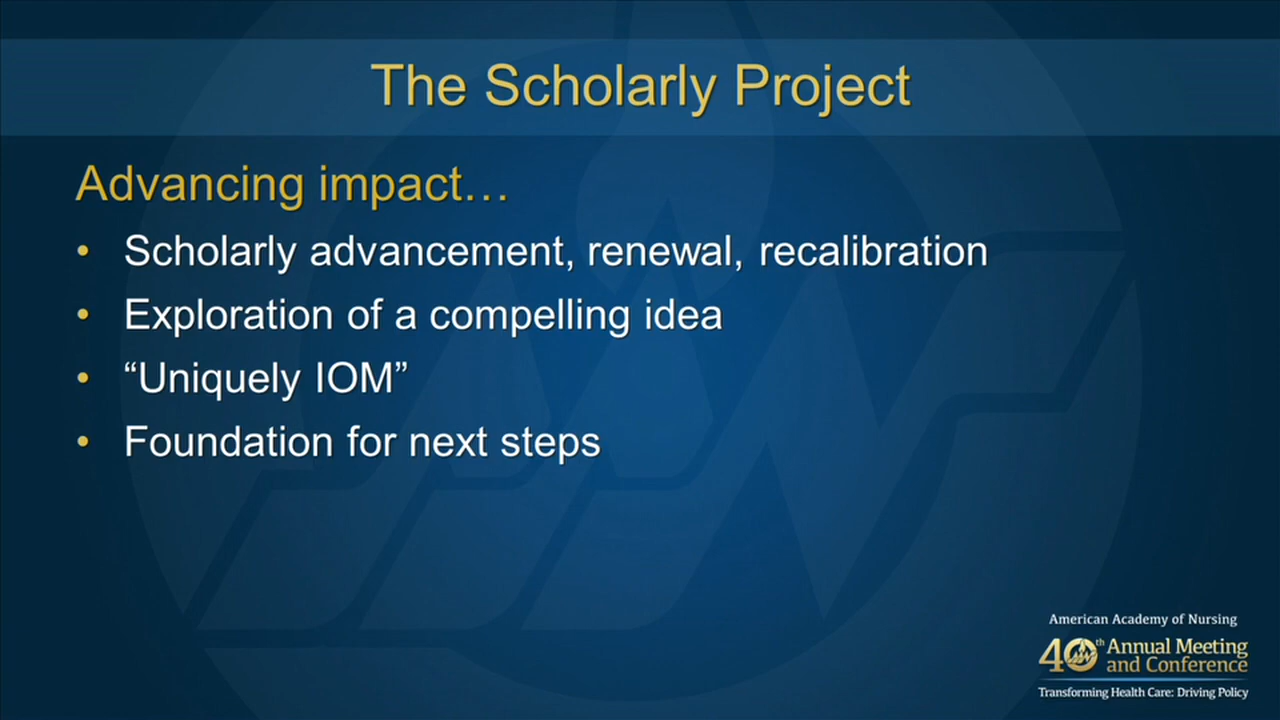 The Scholarly Project
Advancing impact…
• Scholarly advancement, renewal, recalibration
• Exploration of a compelling idea
• “Uniquely IOM”
• Foundation for next steps
American Academy of Nursing
40th Annual Meeting
and Conference
Transforming Health Care: Driving Policy